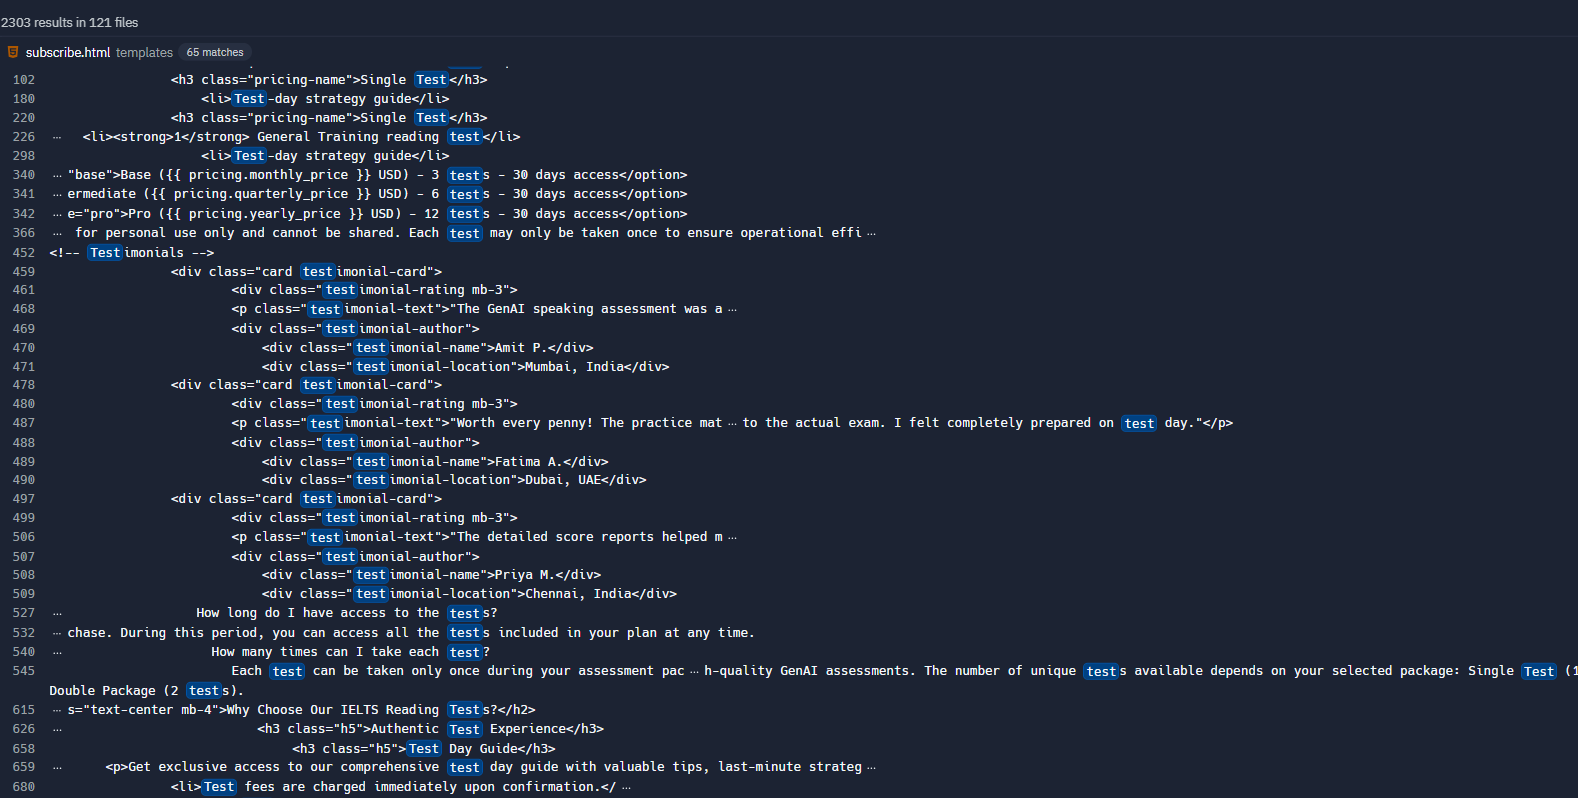 2303 results in 121 files
subscribe.html templates 65 matches
102 <h3 class="pricing-name">Single Test</h3>
180 <li>Test-day strategy guide</li>
220 <h3 class="pricing-name">Single Test</h3>
226 ··· <li><strong>1</strong> General Training reading test</li>
298 <li>Test-day strategy guide</li>
340 ··· "base">Base ({{ pricing.monthly_price }} USD) - 3 tests - 30 days access</option>
341 ··· ermediate ({{ pricing.quarterly_price }} USD) - 6 tests - 30 days access</option>
342 ··· e="pro">Pro ({{ pricing.yearly_price }} USD) - 12 tests - 30 days access</option>
366 ··· for personal use only and cannot be shared. Each test may only be taken once to ensure operational effi ···
452 <!-- Testimonials -->
459 <div class="card testimonial-card">
461 <div class="testimonial-rating mb-3">
468 <p class="testimonial-text">"The GenAI speaking assessment was a ···
469 <div class="testimonial-author">
470 <div class="testimonial-name">Amit P.</div>
471 <div class="testimonial-location">Mumbai, India</div>
478 <div class="card testimonial-card">
480 <div class="testimonial-rating mb-3">
487 <p class="testimonial-text">"Worth every penny! The practice mat ··· to the actual exam. I felt completely prepared on test day."</p>
488 <div class="testimonial-author">
489 <div class="testimonial-name">Fatima A.</div>
490 <div class="testimonial-location">Dubai, UAE</div>
497 <div class="card testimonial-card">
499 <div class="testimonial-rating mb-3">
506 <p class="testimonial-text">"The detailed score reports helped m ···
507 <div class="testimonial-author">
508 <div class="testimonial-name">Priya M.</div>
509 <div class="testimonial-location">Chennai, India</div>
527 ··· How long do I have access to the tests?
532 ··· chase. During this period, you can access all the tests included in your plan at any time.
540 ··· How many times can I take each test?
545 Each test can be taken only once during your assessment pac ··· h-quality GenAI assessments. The number of unique tests available depends on your selected package: Single Test (1
Double Package (2 tests).
615 ··· s="text-center mb-4">Why Choose Our IELTS Reading Tests?</h2>
626 ··· <h3 class="h5">Authentic Test Experience</h3>
658 <h3 class="h5">Test Day Guide</h3>
659 ··· <p>Get exclusive access to our comprehensive test day guide with valuable tips, last-minute strateg ···
680 <li>Test fees are charged immediately upon confirmation.</ ···